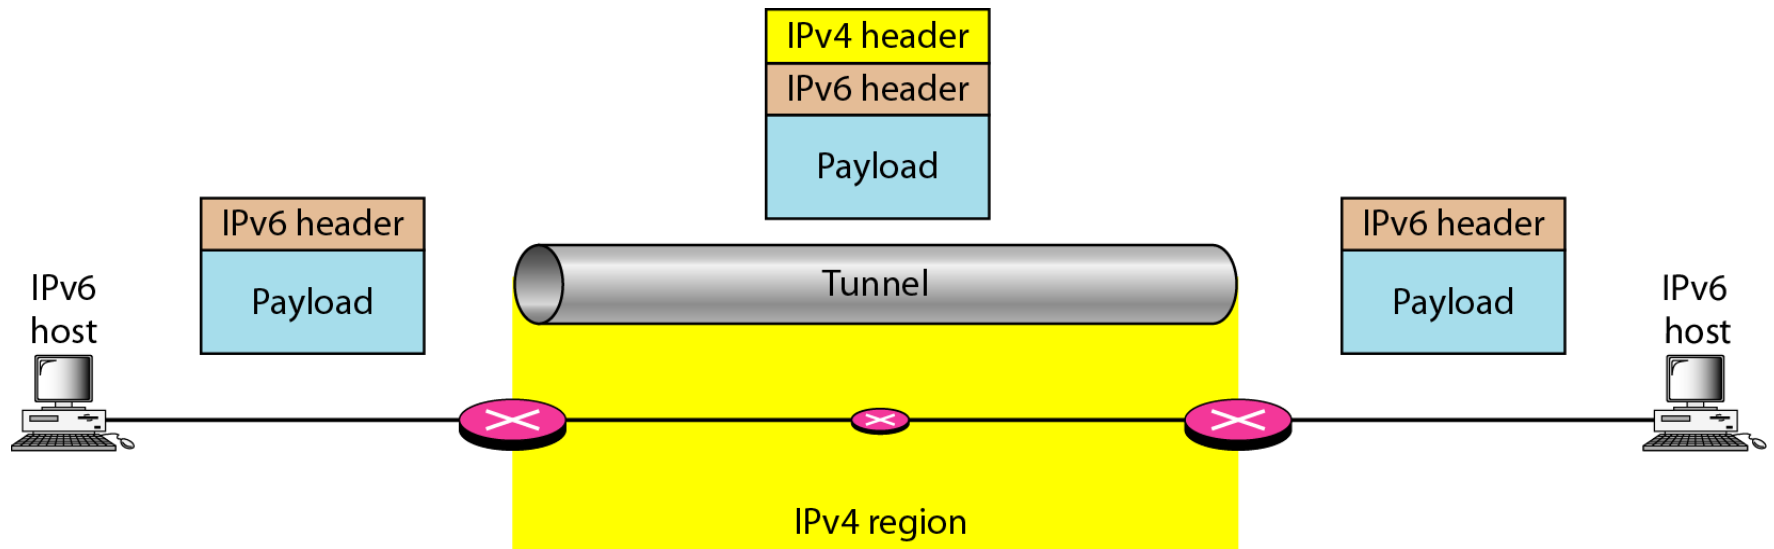 IPv4 header
IPv6 header
Payload
IPv6 header
Payload
IPv6 header
Payload
IPv6
host
Tunnel
IPv6
host
IPv4 region